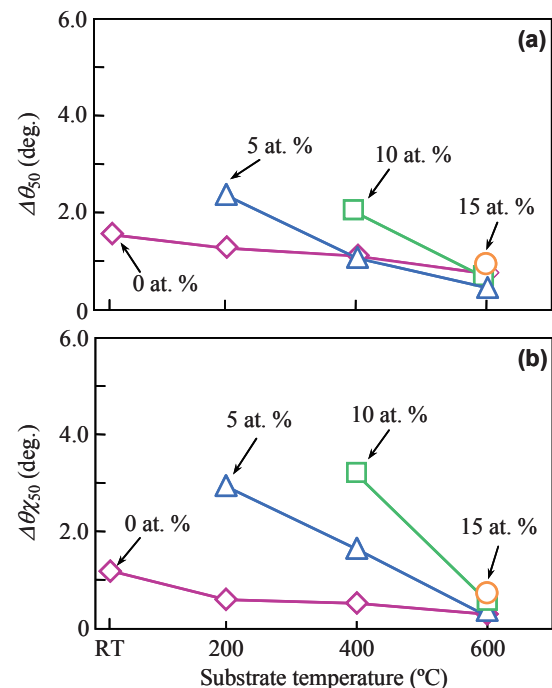 6.0
(a)
4.0
5 at. %
10 at. %
Δθ50 (deg.)
2.0
15 at. %
0 at. %
0
6.0
(b)
4.0
5 at. %
10 at. %
Δθχ50 (deg.)
2.0
0 at. %
15 at. %
0.0
RT 200 400 600
Substrate temperature (ºC)